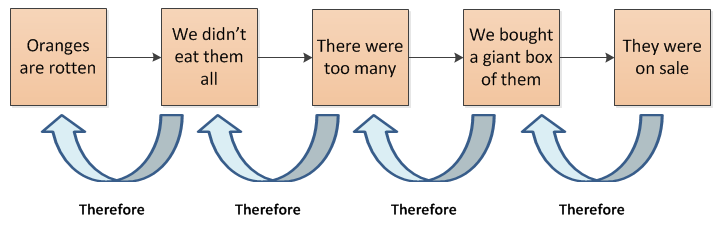 Oranges
are rotten
We didn't
eat them
all
There were
too many
We bought
a giant box
of them
They were
on sale
Therefore
Therefore
Therefore
Therefore